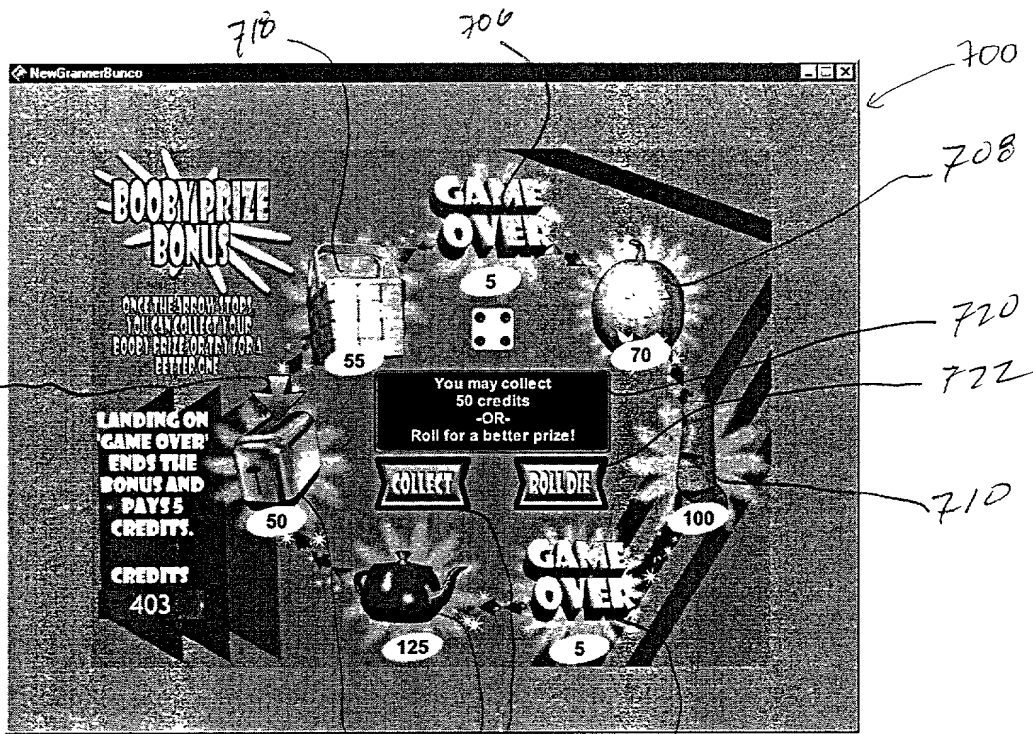 718
706
700
NewGrannerBunco
708
BOOBY PRIZE
BONUS
GAME
OVER
5
ONCE THE ARROW STOPS
YOU CAN COLLECT YOUR
BOOBY PRIZE OR TRY FOR A
BETTER ONE
55
70
720
You may collect
50 credits
-OR-
Roll for a better prize!
722
LANDING ON
'GAME OVER'
ENDS THE
BONUS AND
PAYS 5
CREDITS.
COLLECT
ROLL DIE
50
100
710
GAME
OVER
CREDITS
403
125
5